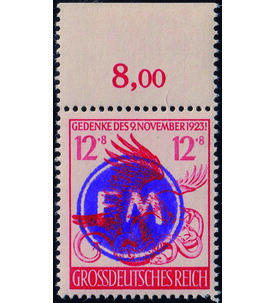 8,00
GEDENKE DES 9. NOVEMBER 1923!
12+8 12+8
FM
GROSSDEUTSCHES REICH